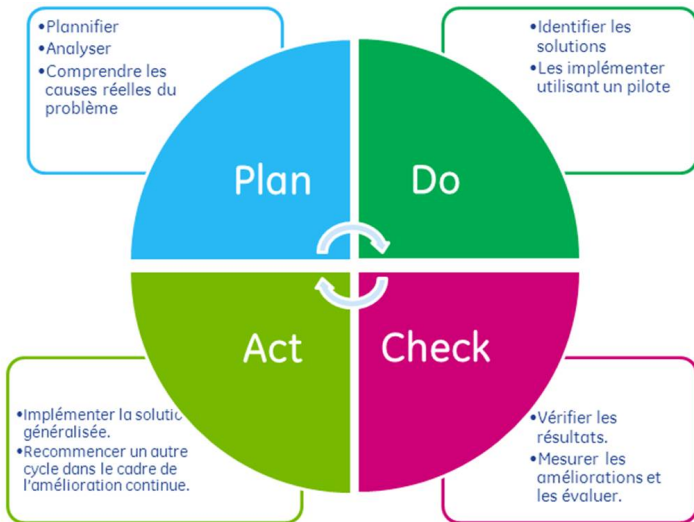 •Plannifier
•Analyser
•Comprendre les
causes réelles du
problème
•Identifier les
solutions
•Les implémenter
utilisant un pilote
Plan
Do
Act
Check
•Implémenter la
généralisée.
•Recommencer un autre
cycle dans le cadre de
l'amélioration continue.
•Vérifier les
résultats.
•Mesurer les
améliorations et
les évaluer.